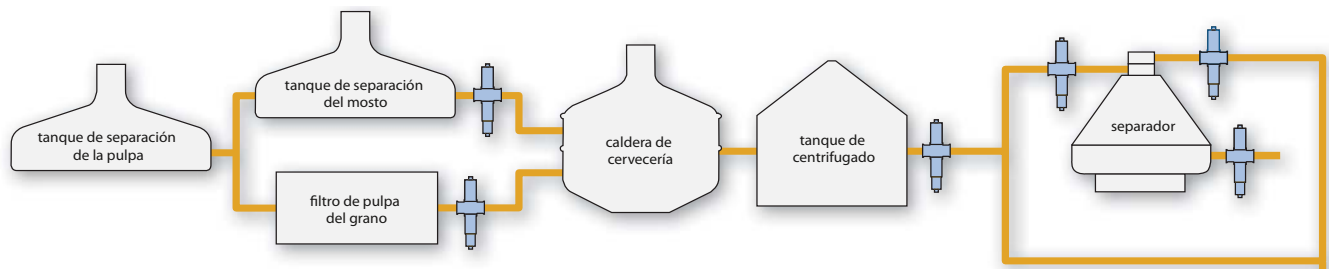 tanque de separación
de la pulpa
tanque de separación
del mosto
filtro de pulpa
del grano
caldera de
cervecería
tanque de
centrifugado
separador